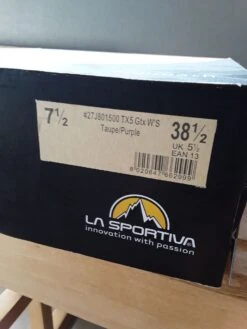 7½
#27J801500 TX5 Gtx W'S
Taupe/Purple
38½
UK 5½
EAN 13
LA SPORTIVA
innovation with passion